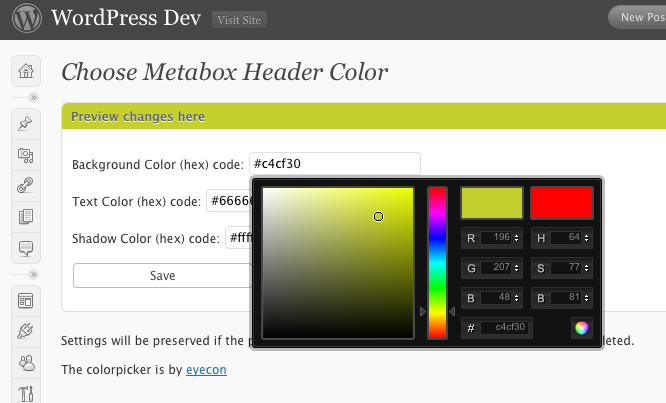 WordPress Dev Visit Site New Pos
Choose Metabox Header Color
Preview changes here
Background Color (hex) code: #c4cf30
Text Color (hex) code: #6666
Shadow Color (hex) code: #fff
R 196 H 64
G 207 S 77
B 48 B 81
# c4cf30
Save
Settings will be preserved if the leted.
The colorpicker is by eyecon